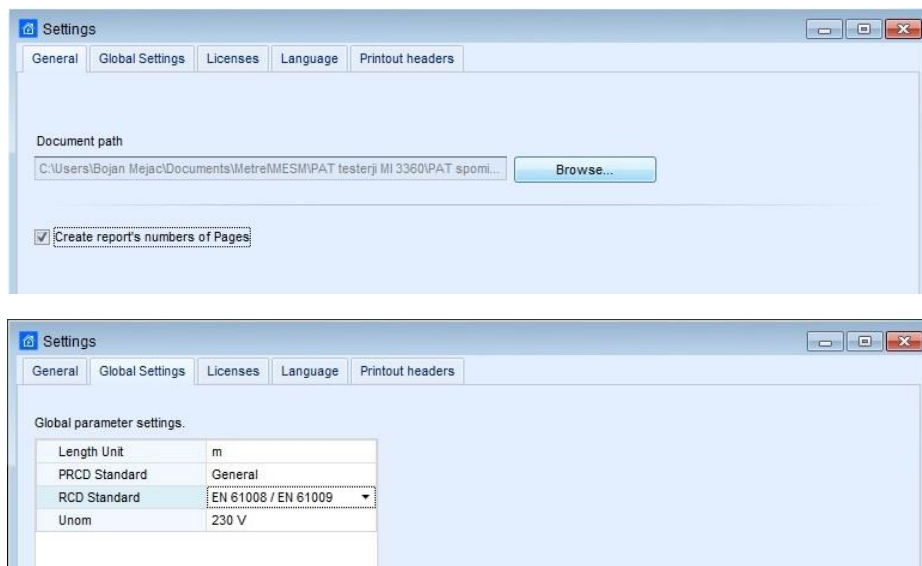 Settings
General Global Settings Licenses Language Printout headers
Document path
C:\Users\Bojan Mejac\Documents\Metrel\MESM\PAT testerji MI 3360\PAT spomi...
Browse...
Create report's numbers of Pages
Settings
General Global Settings Licenses Language Printout headers
Global parameter settings.
Length Unit m
PRCD Standard General
RCD Standard EN 61008 / EN 61009
Unom 230 V